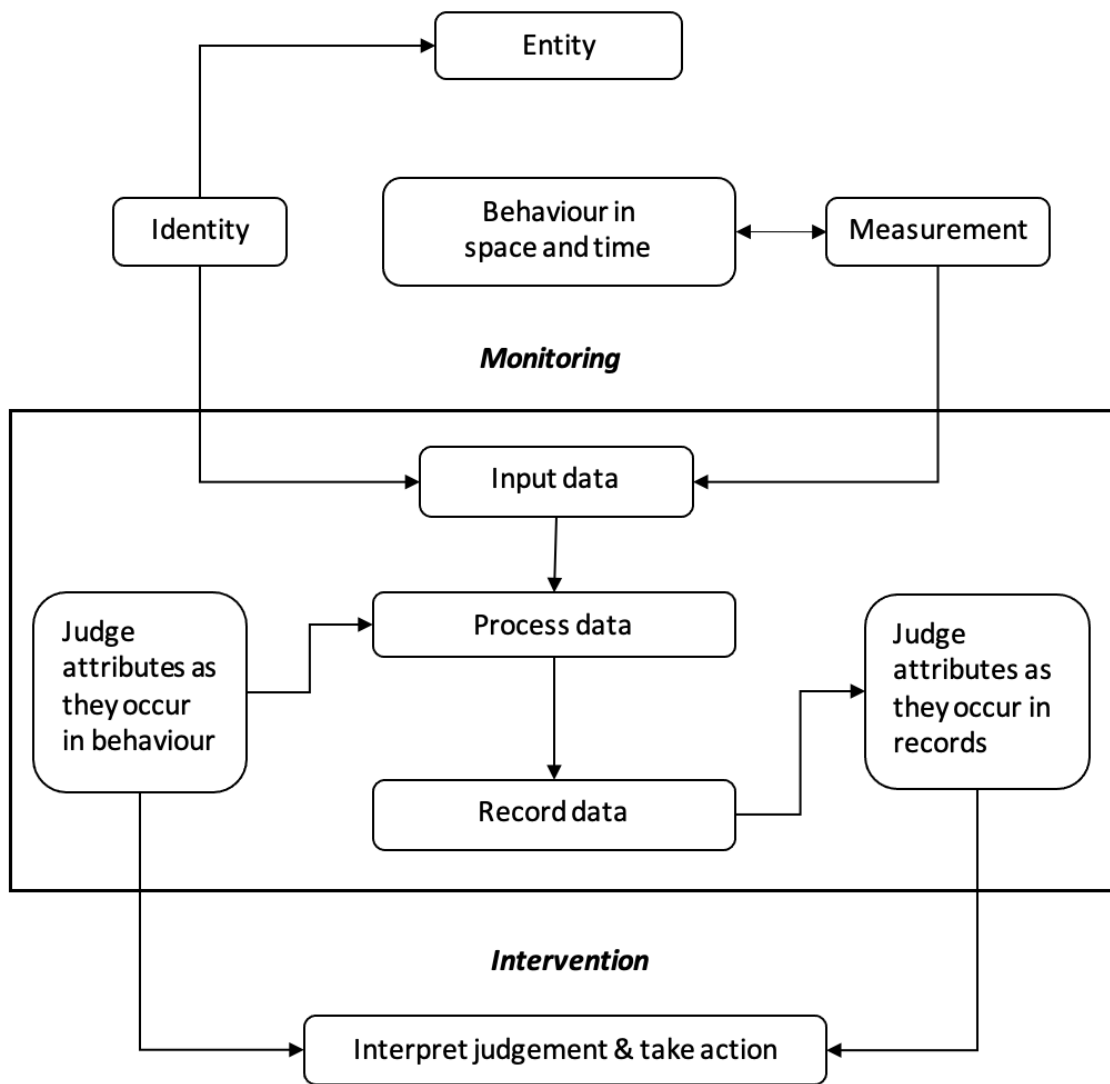 Entity
Identity
Behaviour in
space and time
Measurement
Monitoring
Input data
Judge
attributes as
they occur
in behaviour
Process data
Judge
attributes as
they occur in
records
Record data
Intervention
Interpret judgement & take action